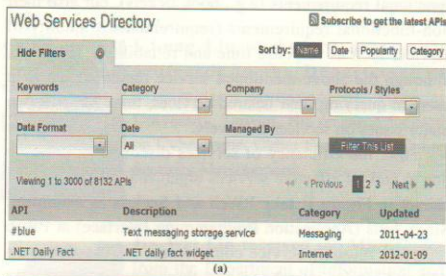 Web Services Directory
Subscribe to get the latest APIs
Hide Filters
Sort by: Name Date Popularity Category
Keywords Category Company Protocols / Styles
Data Format Date Managed By
All Filter This List
Viewing 1 to 3000 of 8132 APIs Previous 1 2 3 Next
API Description Category Updated
#blue Text messaging storage service Messaging 2011-04-23
.NET Daily Fact .NET daily fact widget Internet 2012-01-09
(a)